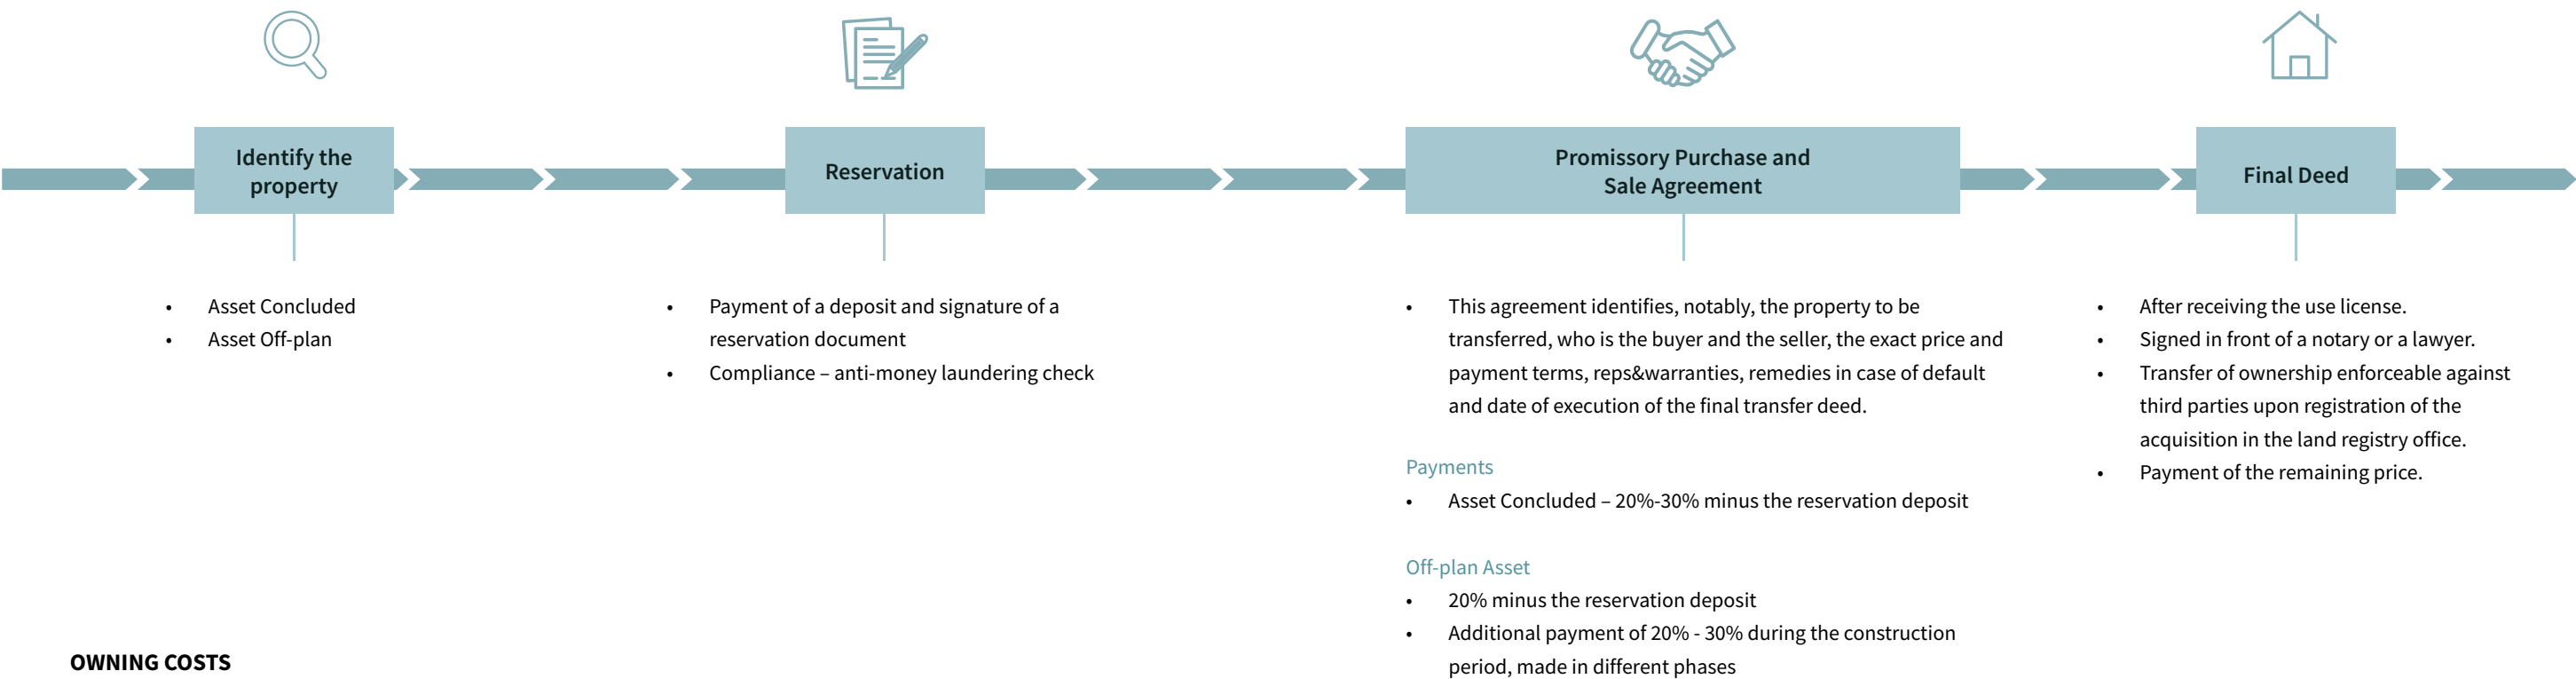 Identify the
property
Reservation
Promissory Purchase and
Sale Agreement
Final Deed
• Asset Concluded
• Asset Off-plan
• Payment of a deposit and signature of a
reservation document
• Compliance – anti-money laundering check
• This agreement identifies, notably, the property to be
transferred, who is the buyer and the seller, the exact price and
payment terms, reps&warranties, remedies in case of default
and date of execution of the final transfer deed.
Payments
• Asset Concluded – 20%-30% minus the reservation deposit
Off-plan Asset
• 20% minus the reservation deposit
• Additional payment of 20% - 30% during the construction
period, made in different phases
• After receiving the use license.
• Signed in front of a notary or a lawyer.
• Transfer of ownership enforceable against
third parties upon registration of the
acquisition in the land registry office.
• Payment of the remaining price.
OWNING COSTS